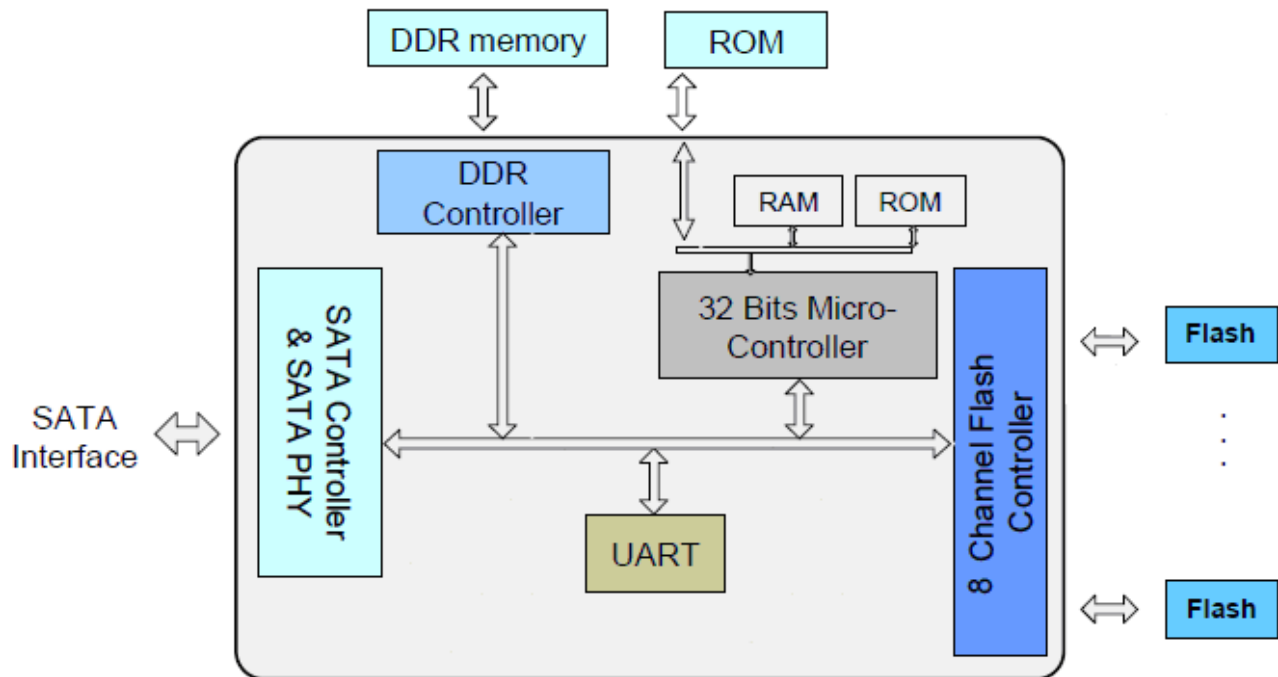 DDR memory
ROM
DDR
Controller
RAM
ROM
32 Bits Micro-
Controller
SATA Controller
& SATA PHY
8 Channel Flash
Controller
Flash
SATA
Interface
UART
Flash